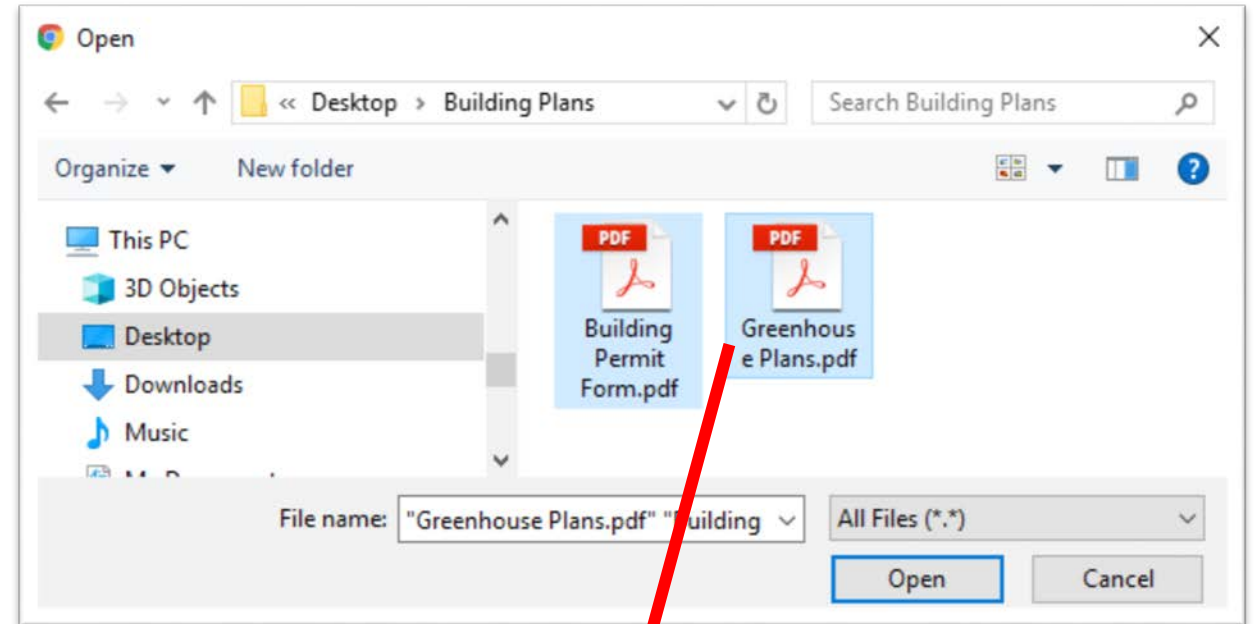 Open
« Desktop › Building Plans
Search Building Plans
Organize
New folder
This PC
3D Objects
Desktop
Downloads
Music
PDF
Building
Permit
Form.pdf
PDF
Greenhous
e Plans.pdf
File name: "Greenhouse Plans.pdf" "Building
All Files (*.*)
Open
Cancel